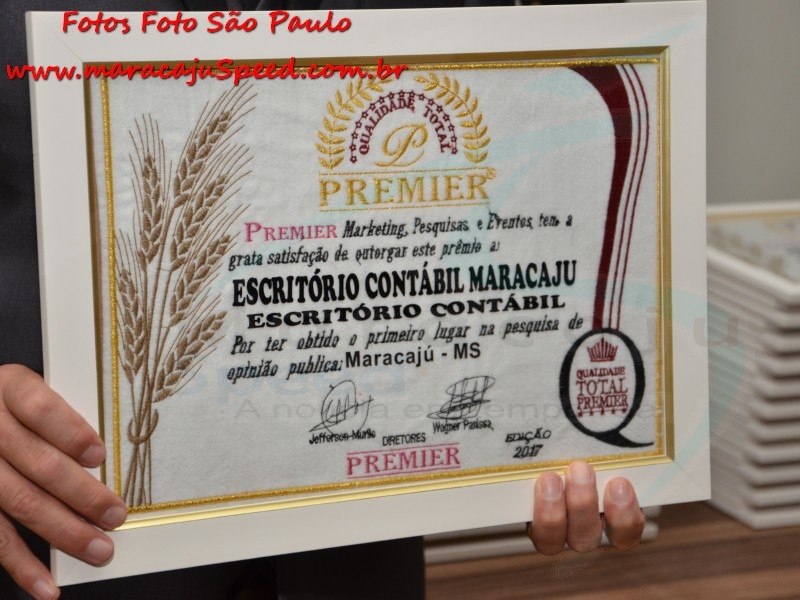 Fotos Foto São Paulo
www.maracajuSpeed.com.br
QUALIDADE TOTAL
P
PREMIER®
PREMIER Marketing, Pesquisas e Eventos, tem a
grata satisfação de outorgar este prêmio a:
ESCRITÓRIO CONTÁBIL MARACAJU
ESCRITÓRIO CONTÁBIL
Por ter obtido o primeiro lugar na pesquisa de
opinião publica: Maracajú - MS
QUALIDADE
TOTAL
PREMIER
Jefferson Murilo
DIRETORES
PREMIER
EDIÇÃO
2017